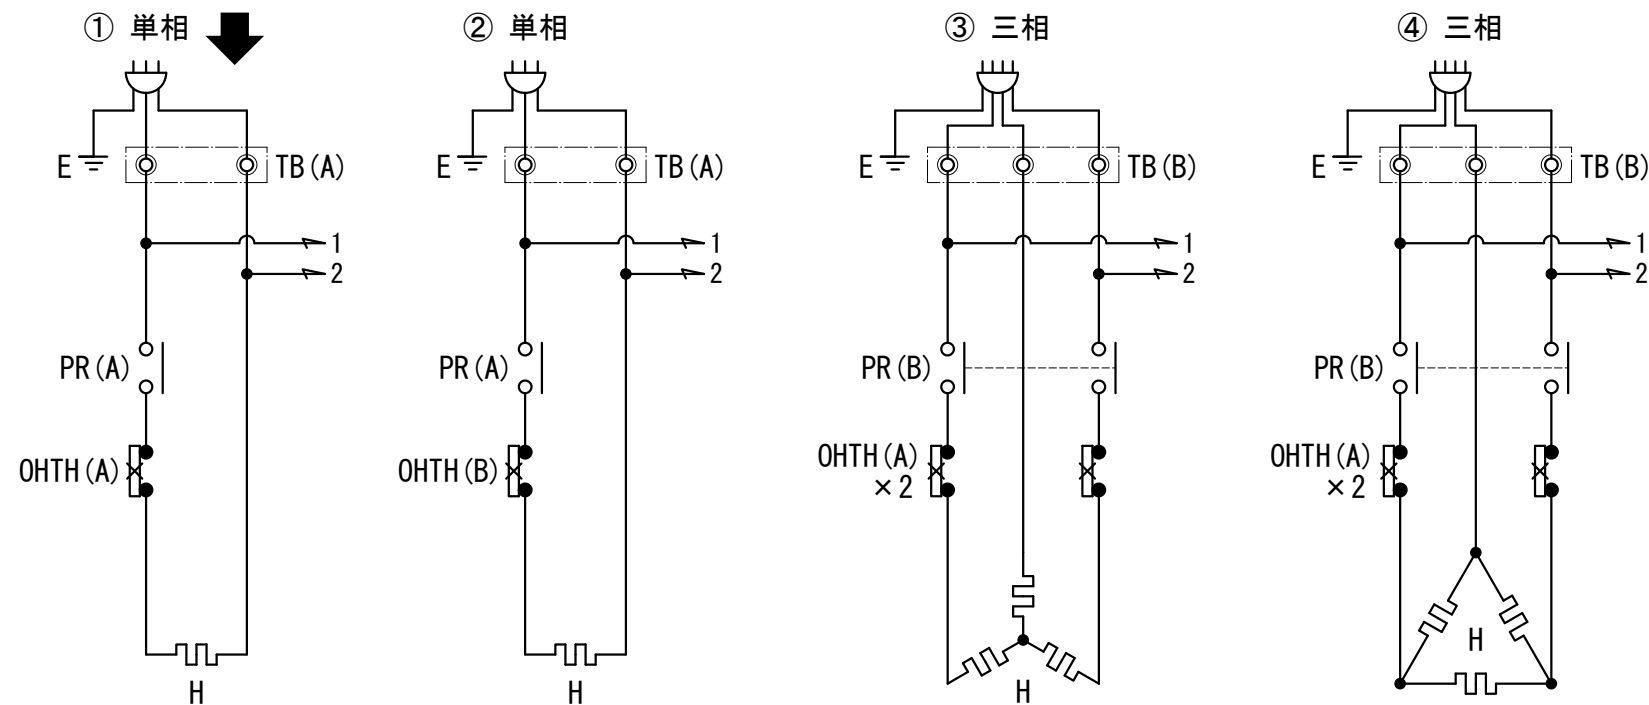 ① 単相
② 単相
③ 三相
④ 三相
E
TB(A)
E
TB(A)
E
TB(B)
E
TB(B)
1
1
1
1
2
2
2
2
PR(A)
PR(A)
PR(B)
PR(B)
OHTH(A)
OHTH(B)
OHTH(A)
×2
OHTH(A)
×2
H
H
H
H